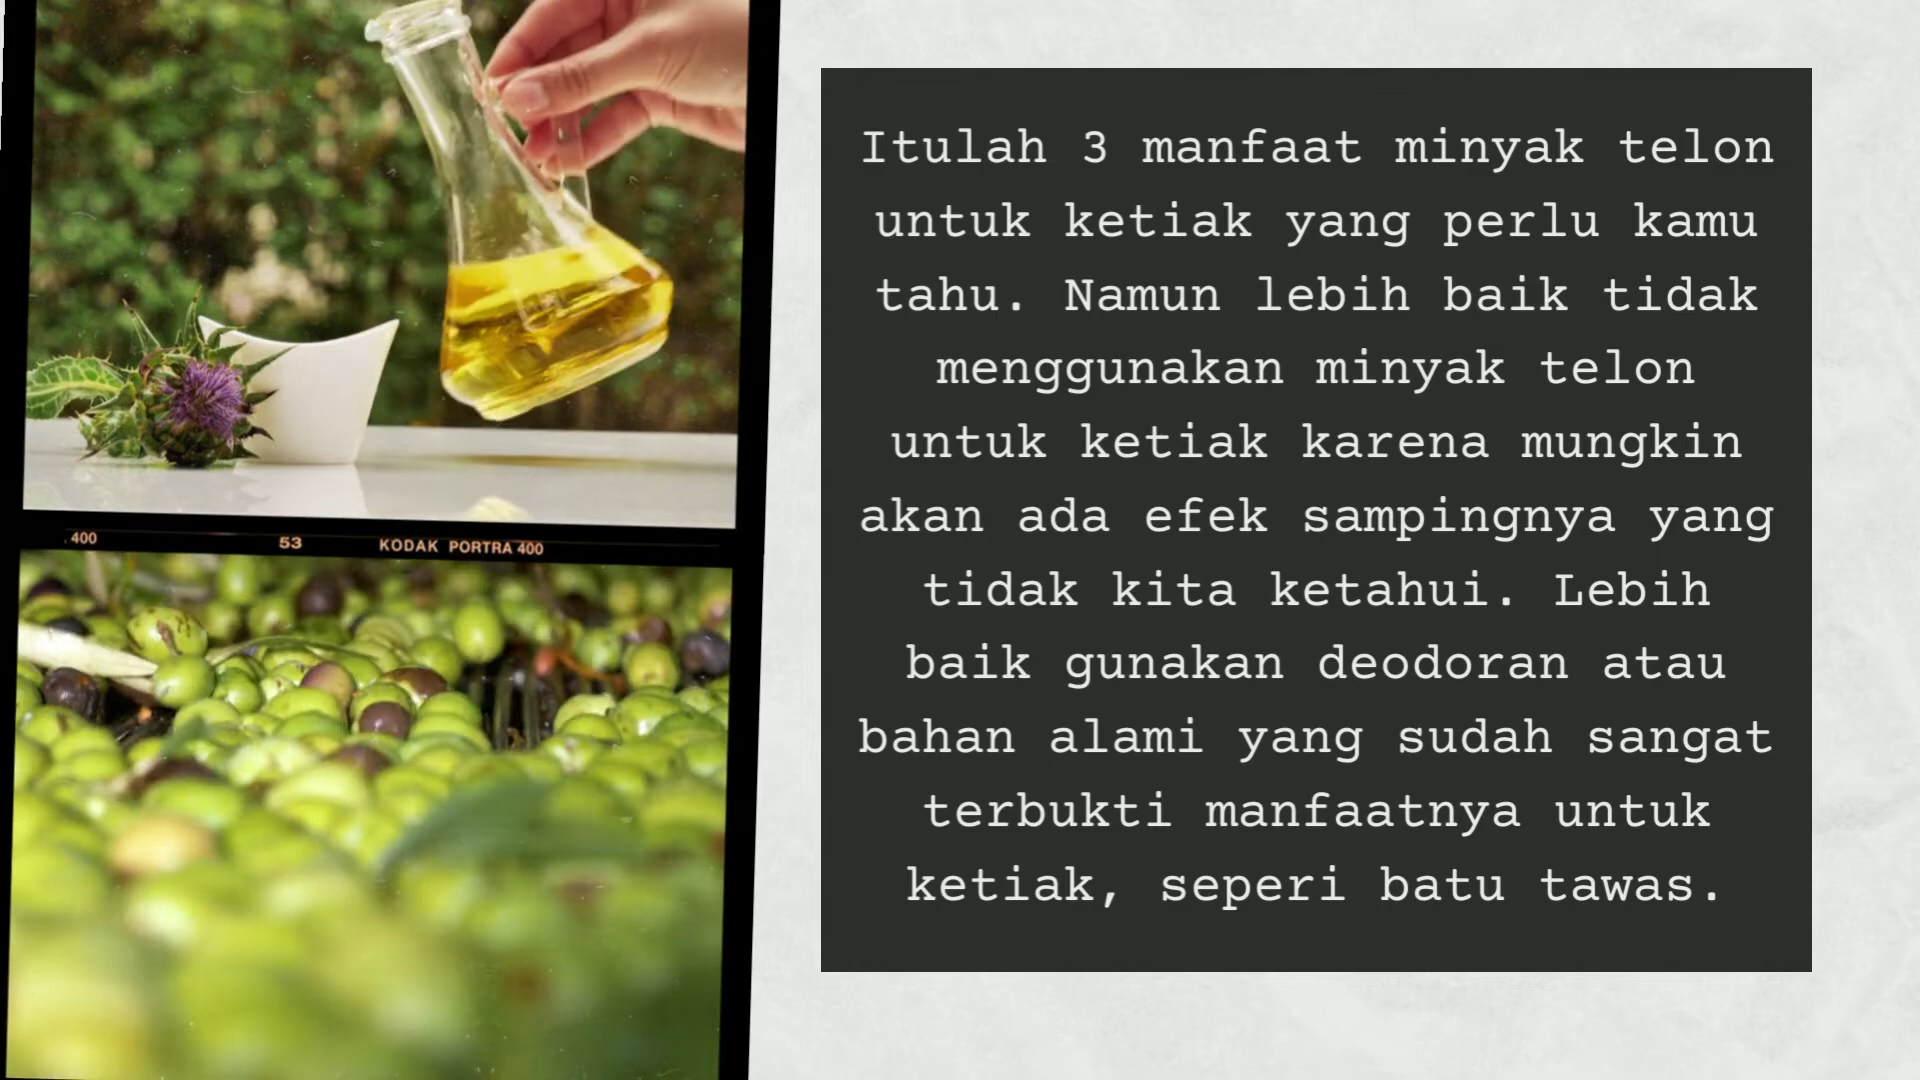 Itulah 3 manfaat minyak telon
untuk ketiak yang perlu kamu
tahu. Namun lebih baik tidak
menggunakan minyak telon
untuk ketiak karena mungkin
akan ada efek sampingnya yang
tidak kita ketahui. Lebih
baik gunakan deodoran atau
bahan alami yang sudah sangat
terbukti manfaatnya untuk
ketiak, seperi batu tawas.
400 53 KODAK PORTRA 400